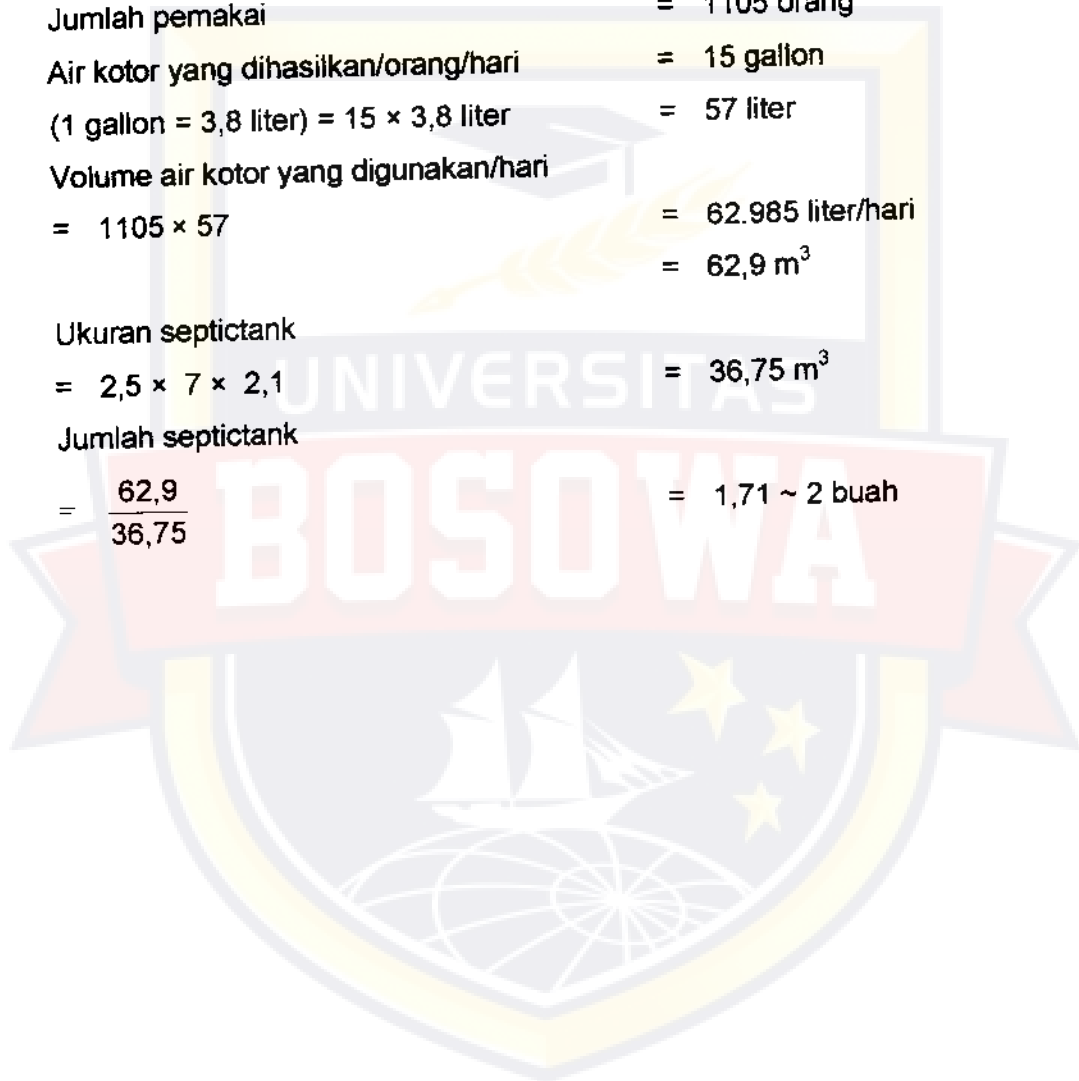 Jumlah pemakai = 1105 orang
Air kotor yang dihasilkan/orang/hari = 15 gallon
(1 gallon = 3,8 liter) = 15 × 3,8 liter = 57 liter
Volume air kotor yang digunakan/hari
= 1105 × 57 = 62.985 liter/hari
= 62,9 m³
Ukuran septictank
= 2,5 × 7 × 2,1 = 36,75 m³
Jumlah septictank
= 62,9 / 36,75 = 1,71 ~ 2 buah
UNIVERSITAS
BOSOWA